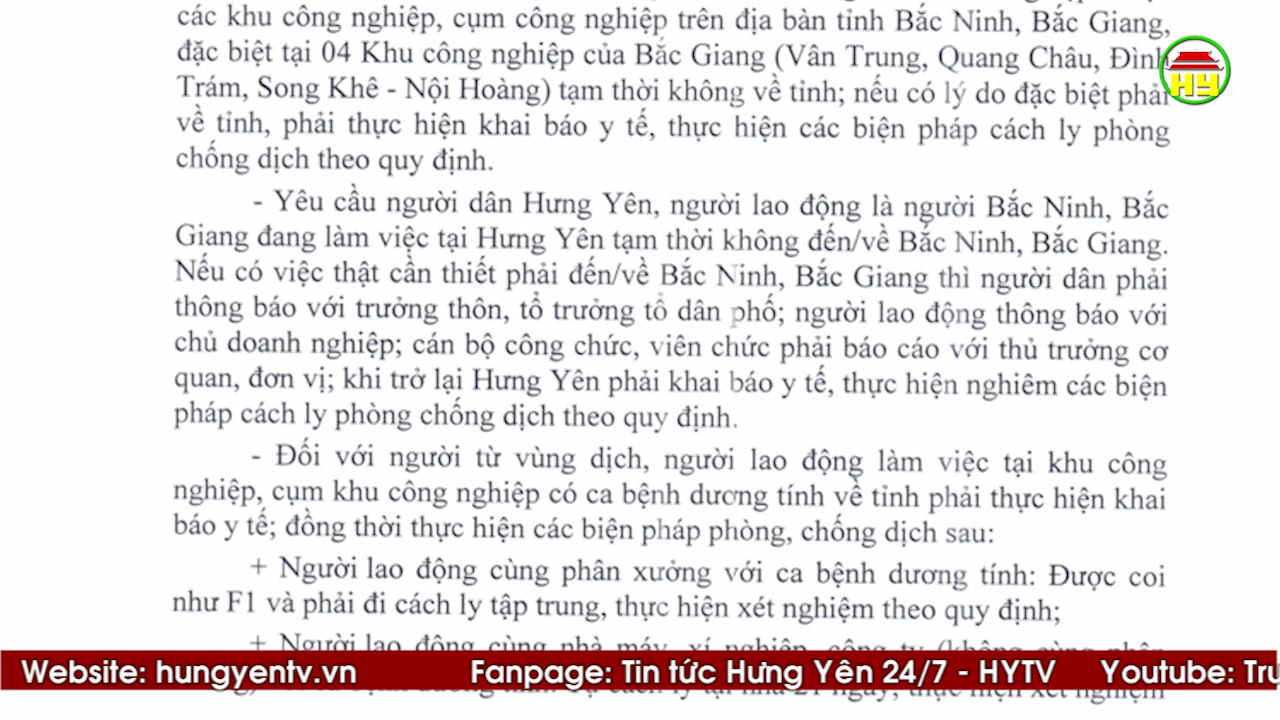 các khu công nghiệp, cụm công nghiệp trên địa bàn tỉnh Bắc Ninh, Bắc Giang,
đặc biệt tại 04 Khu công nghiệp của Bắc Giang (Vân Trung, Quang Châu, Đình
Trám, Song Khê - Nội Hoàng) tạm thời không về tỉnh; nếu có lý do đặc biệt phải
về tỉnh, phải thực hiện khai báo y tế, thực hiện các biện pháp cách ly phòng
chống dịch theo quy định.
- Yêu cầu người dân Hưng Yên, người lao động là người Bắc Ninh, Bắc
Giang đang làm việc tại Hưng Yên tạm thời không đến/về Bắc Ninh, Bắc Giang.
Nếu có việc thật cần thiết phải đến/về Bắc Ninh, Bắc Giang thì người dân phải
thông báo với trưởng thôn, tổ trưởng tổ dân phố; người lao động thông báo với
chủ doanh nghiệp; cán bộ công chức, viên chức phải báo cáo với thủ trưởng cơ
quan, đơn vị; khi trở lại Hưng Yên phải khai báo y tế, thực hiện nghiêm các biện
pháp cách ly phòng chống dịch theo quy định.
- Đối với người từ vùng dịch, người lao động làm việc tại khu công
nghiệp, cụm khu công nghiệp có ca bệnh dương tính về tỉnh phải thực hiện khai
báo y tế; đồng thời thực hiện các biện pháp phòng, chống dịch sau:
+ Người lao động cùng phân xưởng với ca bệnh dương tính: Được coi
như F1 và phải đi cách ly tập trung, thực hiện xét nghiệm theo quy định;
+ Người lao động cùng nhà máy, xí nghiệp, công ty (không cùng phân
HY
Website: hungyentv.vn Fanpage: Tin tức Hưng Yên 24/7 - HYTV Youtube: Tru